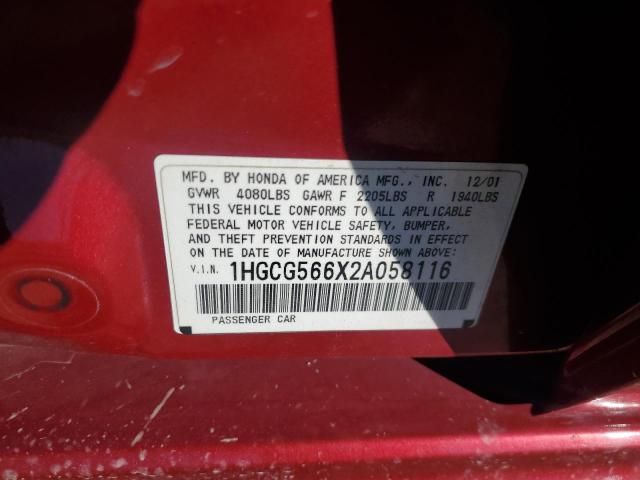 MFD. BY HONDA OF AMERICA MFG., INC. 12/01
GVWR 4080LBS GAWR F 2205LBS R 1940LBS
THIS VEHICLE CONFORMS TO ALL APPLICABLE
FEDERAL MOTOR VEHICLE SAFETY, BUMPER,
AND THEFT PREVENTION STANDARDS IN EFFECT
ON THE DATE OF MANUFACTURE SHOWN ABOVE:
V.I.N. 1HGCG566X2A058116
PASSENGER CAR